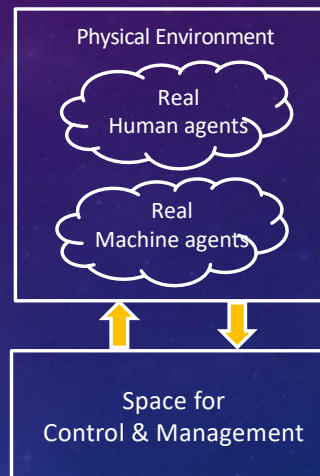 Physical Environment
Real
Human agents
Real
Machine agents
Space for
Control & Management